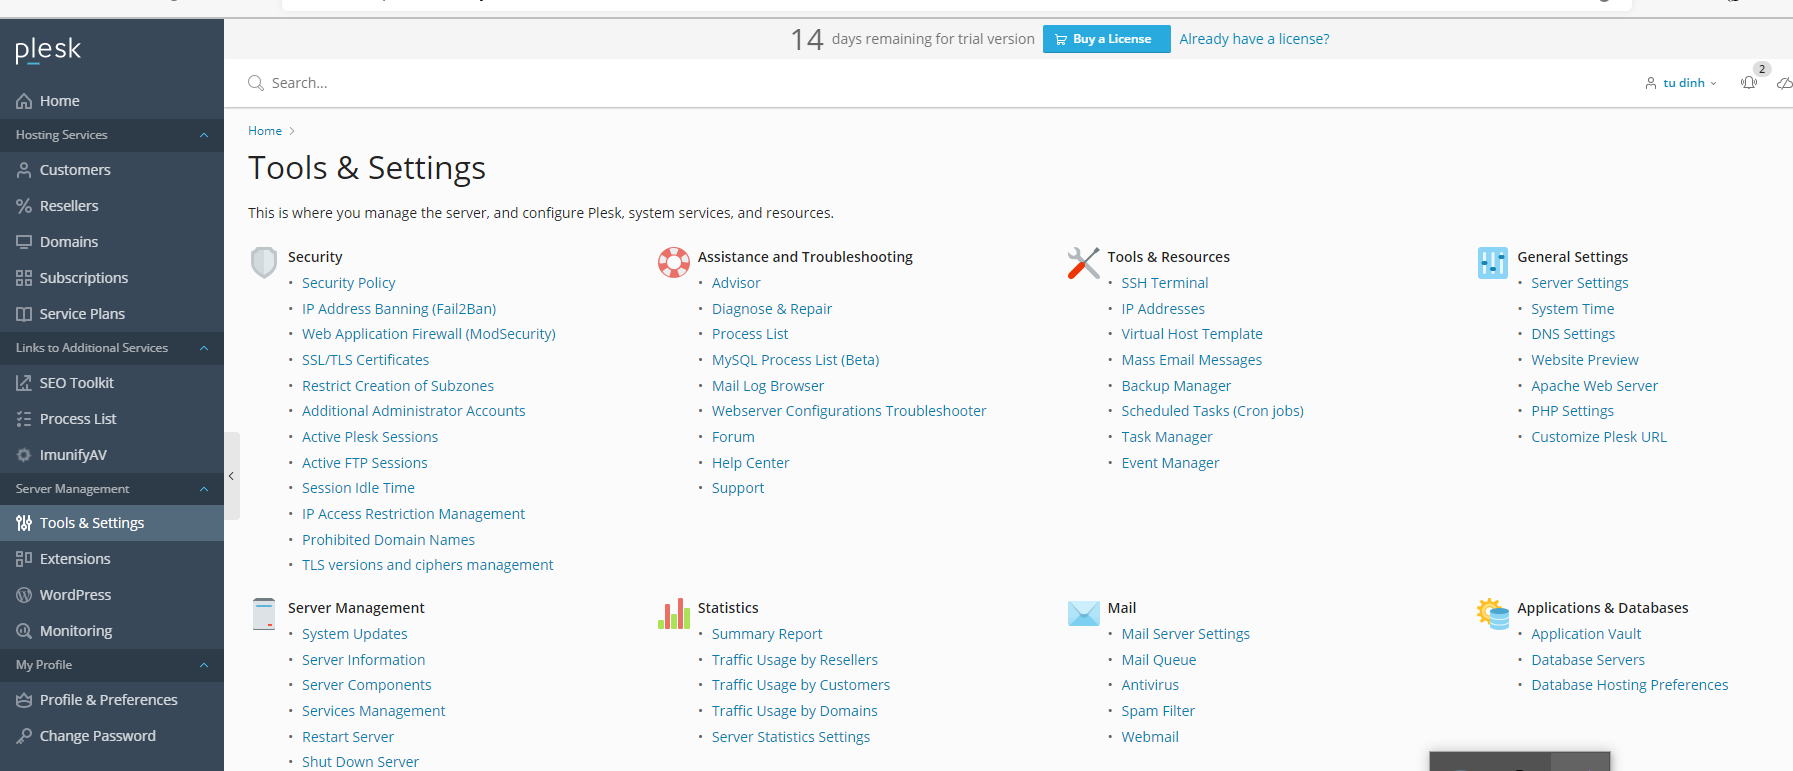 plesk
14 days remaining for trial version Buy a License Already have a license?
Search...
tu dinh
2
Home
Hosting Services
Customers
Resellers
Domains
Subscriptions
Service Plans
Links to Additional Services
SEO Toolkit
Process List
ImunifyAV
Server Management
Tools & Settings
Extensions
WordPress
Monitoring
My Profile
Profile & Preferences
Change Password
Home
Tools & Settings
This is where you manage the server, and configure Plesk, system services, and resources.
Security
Security Policy
IP Address Banning (Fail2Ban)
Web Application Firewall (ModSecurity)
SSL/TLS Certificates
Restrict Creation of Subzones
Additional Administrator Accounts
Active Plesk Sessions
Active FTP Sessions
Session Idle Time
IP Access Restriction Management
Prohibited Domain Names
TLS versions and ciphers management
Assistance and Troubleshooting
Advisor
Diagnose & Repair
Process List
MySQL Process List (Beta)
Mail Log Browser
Webserver Configurations Troubleshooter
Forum
Help Center
Support
Tools & Resources
SSH Terminal
IP Addresses
Virtual Host Template
Mass Email Messages
Backup Manager
Scheduled Tasks (Cron jobs)
Task Manager
Event Manager
General Settings
Server Settings
System Time
DNS Settings
Website Preview
Apache Web Server
PHP Settings
Customize Plesk URL
Server Management
System Updates
Server Information
Server Components
Services Management
Restart Server
Shut Down Server
Statistics
Summary Report
Traffic Usage by Resellers
Traffic Usage by Customers
Traffic Usage by Domains
Server Statistics Settings
Mail
Mail Server Settings
Mail Queue
Antivirus
Spam Filter
Webmail
Applications & Databases
Application Vault
Database Servers
Database Hosting Preferences